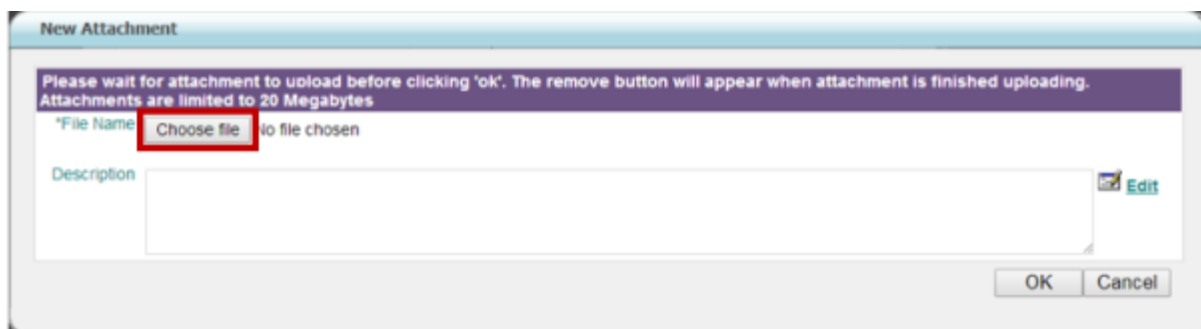 New Attachment
Please wait for attachment to upload before clicking 'ok'. The remove button will appear when attachment is finished uploading.
Attachments are limited to 20 Megabytes
*File Name Choose file No file chosen
Description Edit
OK Cancel